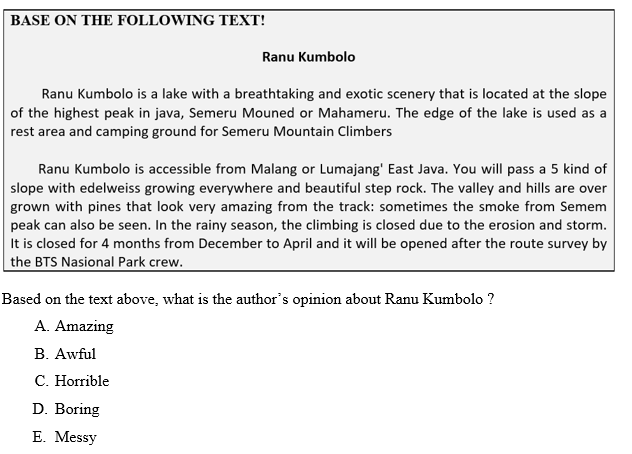 BASE ON THE FOLLOWING TEXT!
Ranu Kumbolo
Ranu Kumbolo is a lake with a breathtaking and exotic scenery that is located at the slope
of the highest peak in java, Semeru Mouned or Mahameru. The edge of the lake is used as a
rest area and camping ground for Semeru Mountain Climbers
Ranu Kumbolo is accessible from Malang or Lumajang' East Java. You will pass a 5 kind of
slope with edelweiss growing everywhere and beautiful step rock. The valley and hills are over
grown with pines that look very amazing from the track: sometimes the smoke from Semem
peak can also be seen. In the rainy season, the climbing is closed due to the erosion and storm.
It is closed for 4 months from December to April and it will be opened after the route survey by
the BTS Nasional Park crew.
Based on the text above, what is the author's opinion about Ranu Kumbolo ?
A. Amazing
B. Awful
C. Horrible
D. Boring
E. Messy